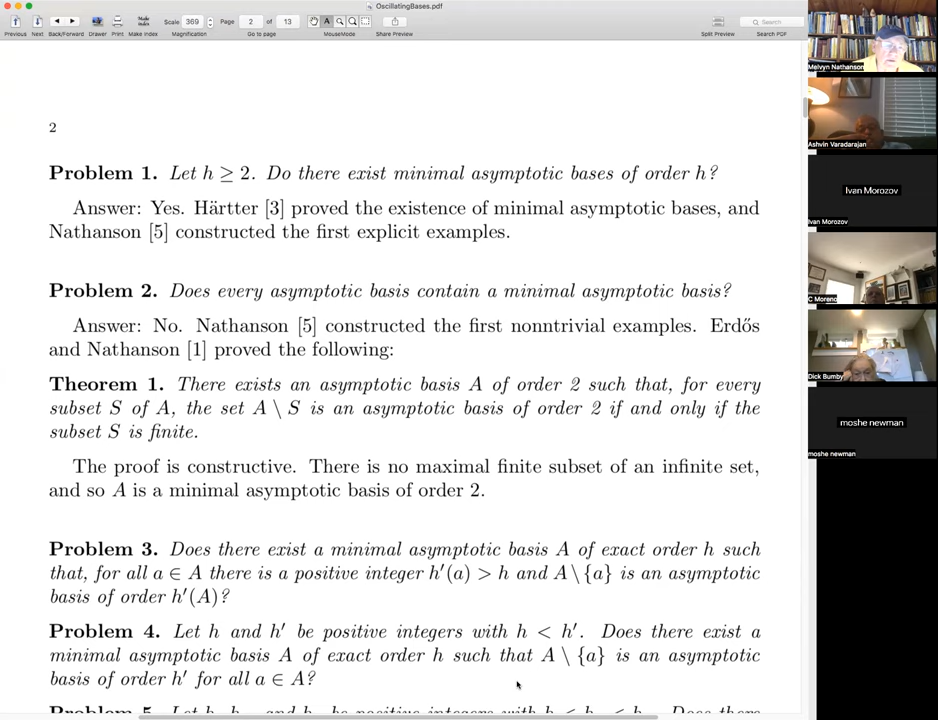 OscillatingBases.pdf
Previous Next Back/Forward Drawer Print Make Index
Make Index
Scale 369 Page 2 of 13
Magnification Go to page MouseMode Share Preview Split Preview Search PDF
Search
2
Problem 1. Let h ≥ 2. Do there exist minimal asymptotic bases of order h?
Answer: Yes. Härtter [3] proved the existence of minimal asymptotic bases, and
Nathanson [5] constructed the first explicit examples.
Problem 2. Does every asymptotic basis contain a minimal asymptotic basis?
Answer: No. Nathanson [5] constructed the first nontrivial examples. Erdős
and Nathanson [1] proved the following:
Theorem 1. There exists an asymptotic basis A of order 2 such that, for every
subset S of A, the set A \ S is an asymptotic basis of order 2 if and only if the
subset S is finite.
The proof is constructive. There is no maximal finite subset of an infinite set,
and so A is a minimal asymptotic basis of order 2.
Problem 3. Does there exist a minimal asymptotic basis A of exact order h such
that, for all a ∈ A there is a positive integer h′(a) > h and A \ {a} is an asymptotic
basis of order h′(A)?
Problem 4. Let h and h′ be positive integers with h < h′. Does there exist a
minimal asymptotic basis A of exact order h such that A \ {a} is an asymptotic
basis of order h′ for all a ∈ A?
Melvyn Nathanson
Ashvin Varadarajan
Ivan Morozov
Ivan Morozov
C Moreno
Dick Bumby
moshe newman
moshe newman